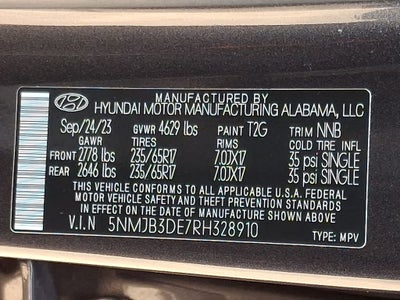 MANUFACTURED BY
HYUNDAI MOTOR MANUFACTURING ALABAMA, LLC
Sep/24/23 GVWR 4629 lbs PAINT T2G TRIM NNB
GAWR TIRES RIMS COLD TIRE INFL.
FRONT 2778 lbs 235/65R17 7.0JX17 35 psi SINGLE
REAR 2646 lbs 235/65R17 7.0JX17 35 psi SINGLE
THIS VEHICLE CONFORMS TO ALL APPLICABLE U.S.A. FEDERAL
MOTOR VEHICLE SAFETY AND THEFT PREVENTION STANDARDS
IN EFFECT ON THE DATE OF MANUFACTURE SHOWN ABOVE.
V.I.N 5NMJB3DE7RH328910 TYPE: MPV